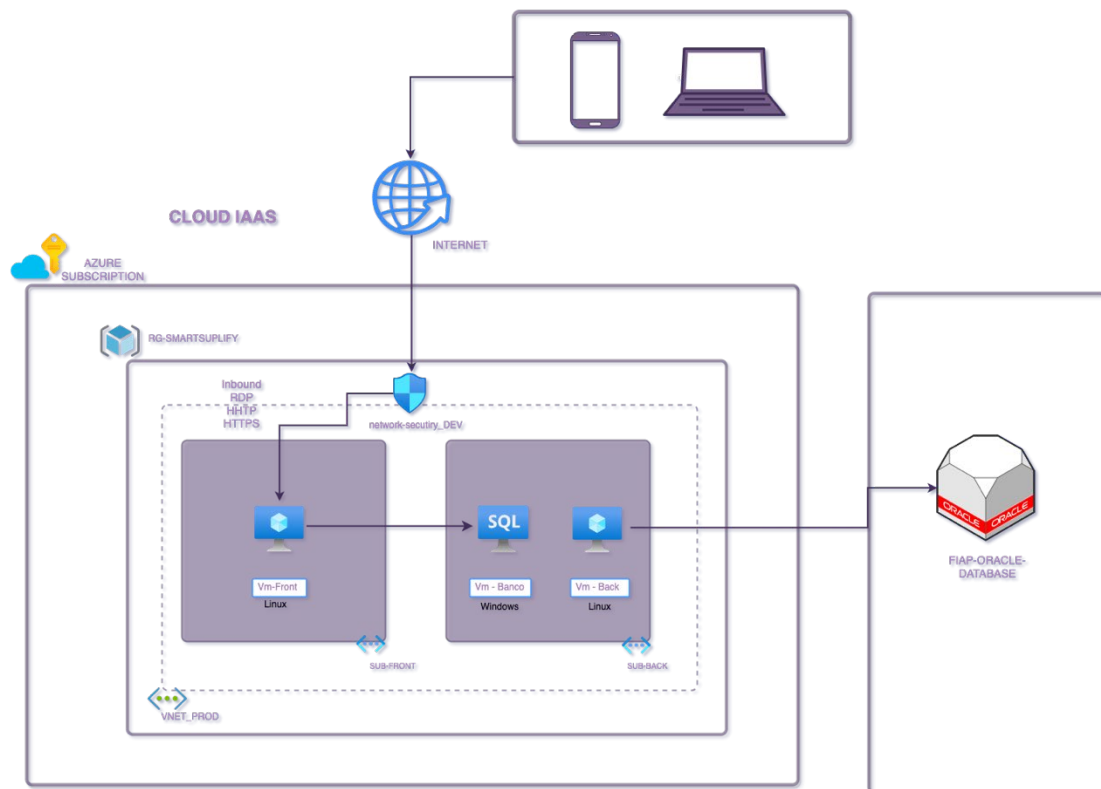 INTERNET
CLOUD IAAS
AZURE
SUBSCRIPTION
RG-SMARTSUPLIFY
Inbound
RDP
HHTP
HTTPS
network-secutiry_DEV
SQL
Vm-Front
Linux
Vm - Banco
Windows
Vm - Back
Linux
SUB-FRONT
SUB-BACK
VNET_PROD
ORACLE
ORACLE
FIAP-ORACLE-
DATABASE